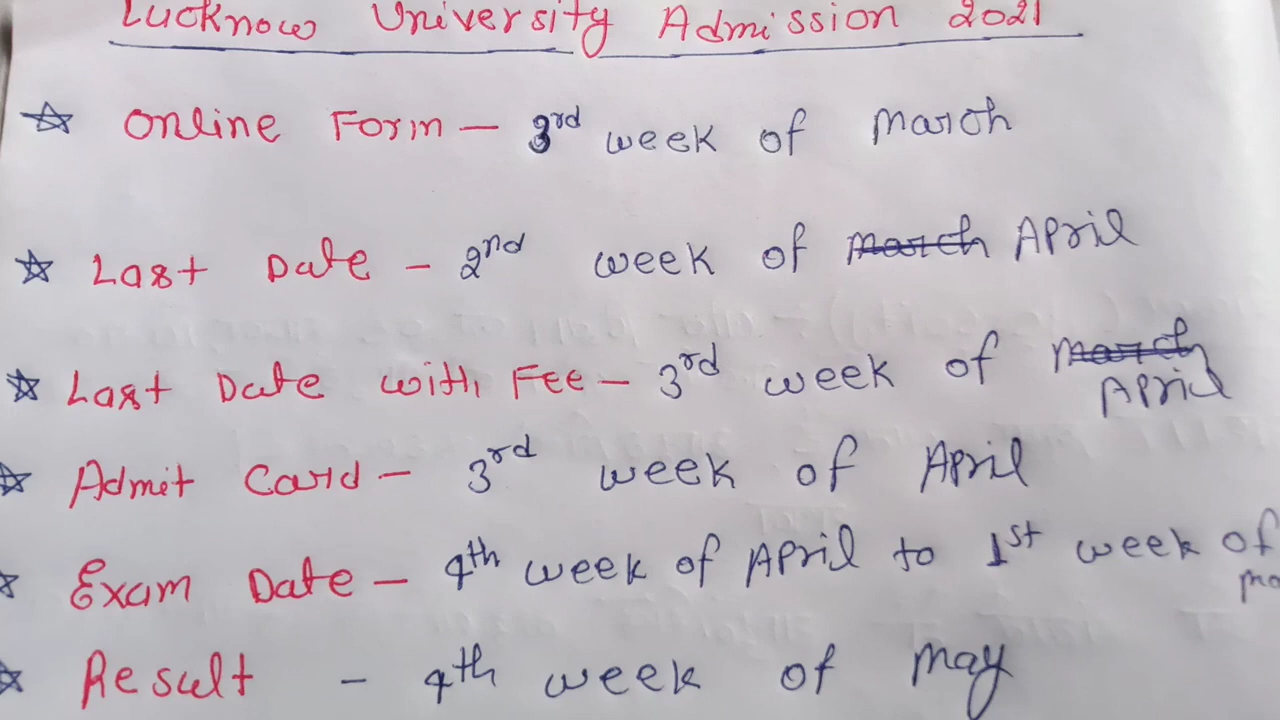 Lucknow University Admission 2021
Online Form - 3rd week of march
Last Date - 2nd week of march April
Last Date with Fee - 3rd week of march
April
Admit Card - 3rd week of April
Exam Date - 4th week of April to 1st week of
Result - 4th week of may